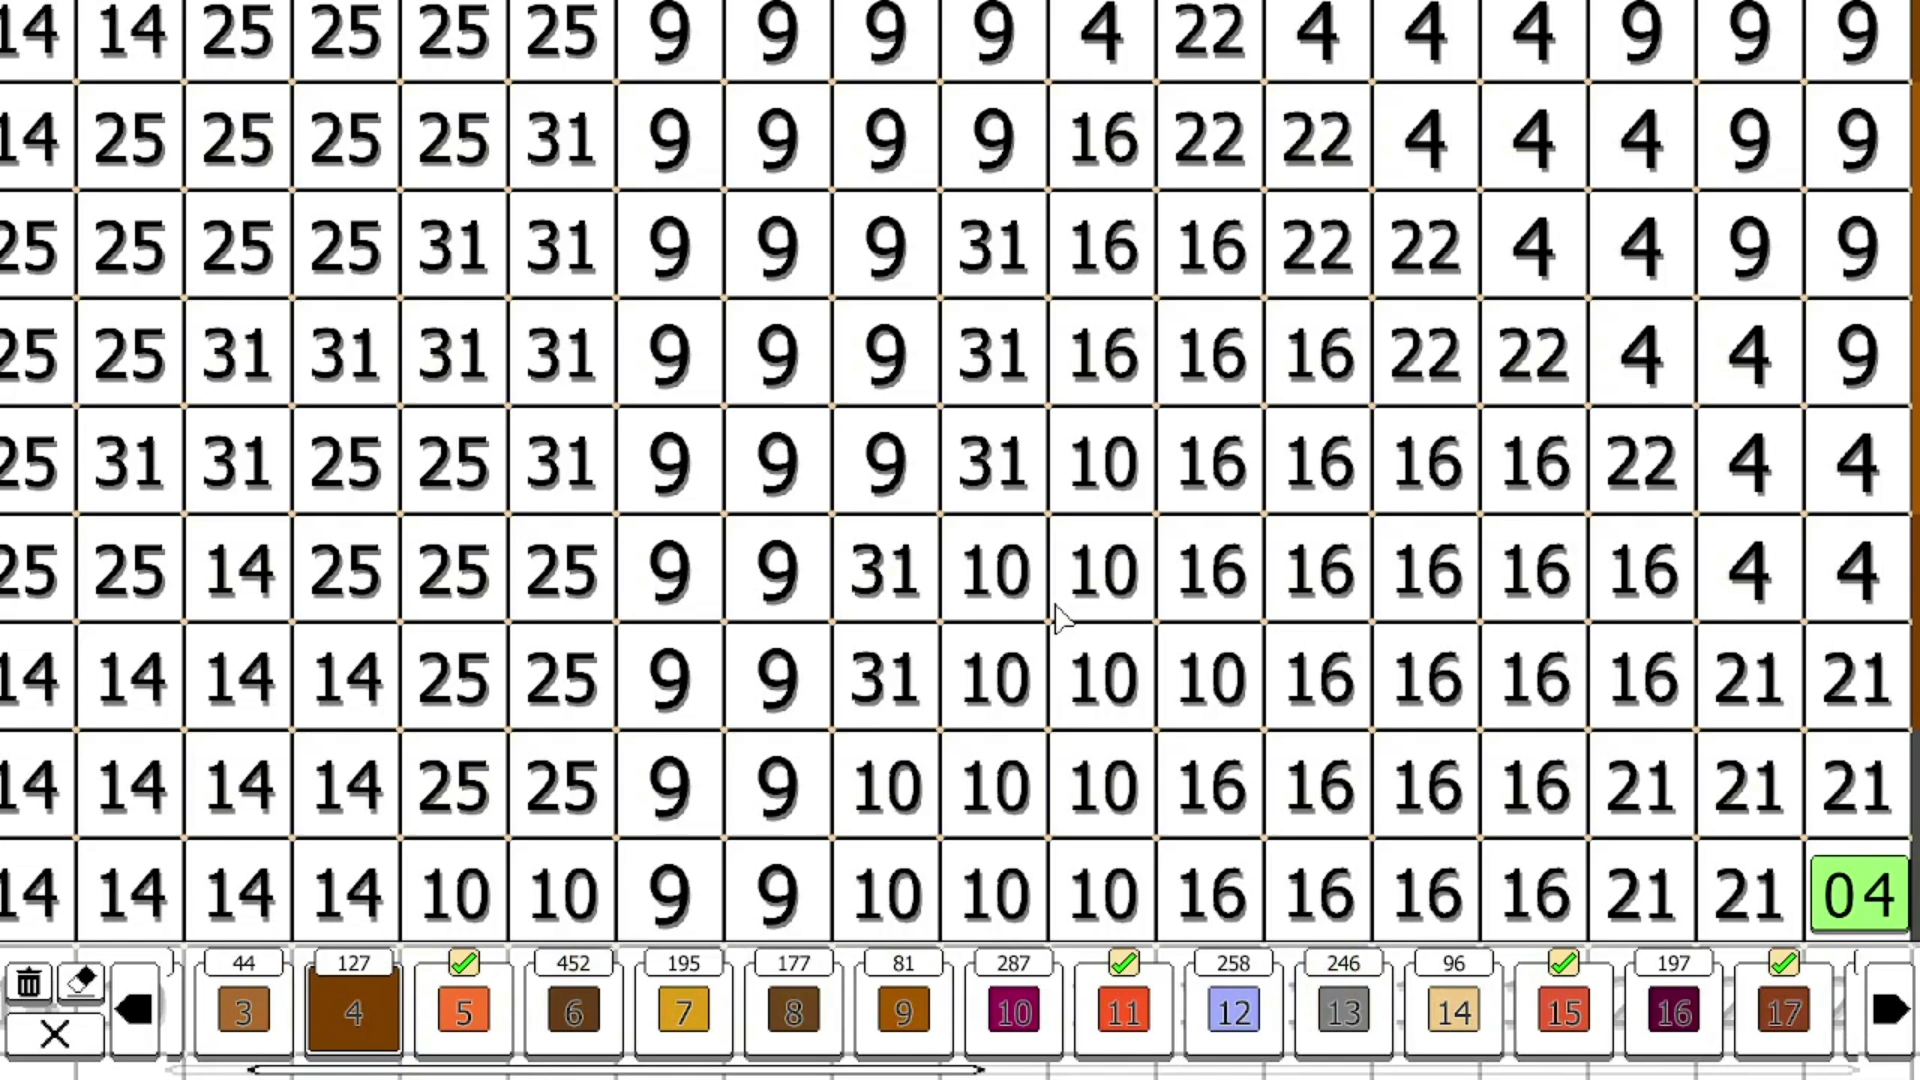 14 14 25 25 25 25 9 9 9 9 4 22 4 4 4 9 9 9
14 25 25 25 25 31 9 9 9 9 16 22 22 4 4 4 9 9
25 25 25 25 31 31 9 9 9 31 16 16 22 22 4 4 9 9
25 25 31 31 31 31 9 9 9 31 16 16 16 22 22 4 4 9
25 31 31 25 25 31 9 9 9 31 10 16 16 16 16 22 4 4
25 25 14 25 25 25 9 9 31 10 10 16 16 16 16 16 4 4
14 14 14 14 25 25 9 9 31 10 10 10 16 16 16 16 21 21
14 14 14 14 25 25 9 9 10 10 10 16 16 16 16 21 21 21
14 14 14 14 10 10 9 9 10 10 10 16 16 16 16 21 21 04
44 127 452 195 177 81 287 258 246 96 197
3 4 5 6 7 8 9 10 11 12 13 14 15 16 17